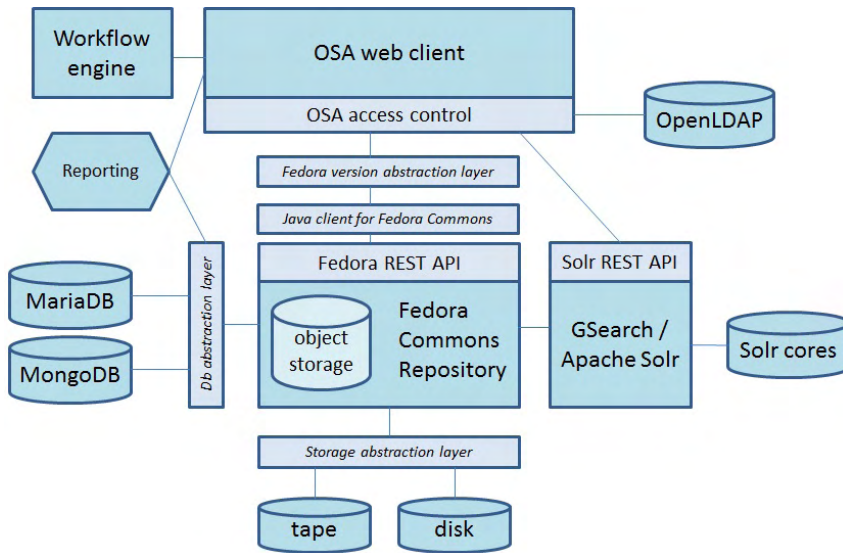 Workflow
engine
OSA web client
OSA access control
OpenLDAP
Reporting
Fedora version abstraction layer
Java client for Fedora Commons
Db abstraction layer
Fedora REST API
Solr REST API
MariaDB
MongoDB
object
storage
Fedora
Commons
Repository
GSearch /
Apache Solr
Solr cores
Storage abstraction layer
tape
disk